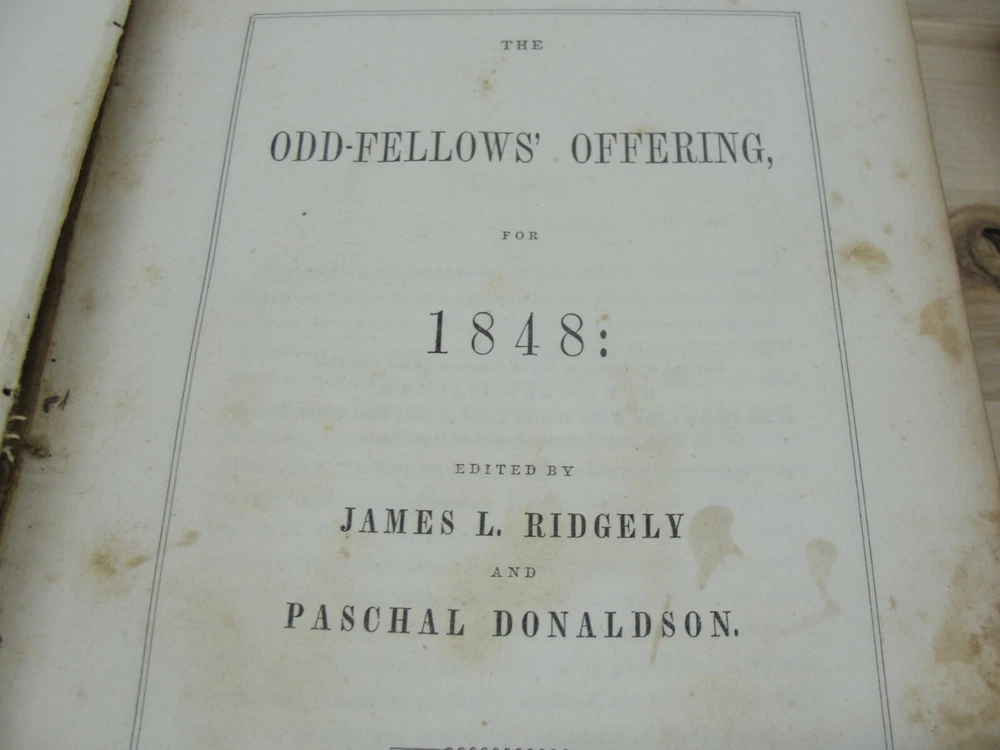 THE
ODD-FELLOWS' OFFERING,
FOR
1848:
EDITED BY
JAMES L. RIDGELY
AND
PASCHAL DONALDSON.